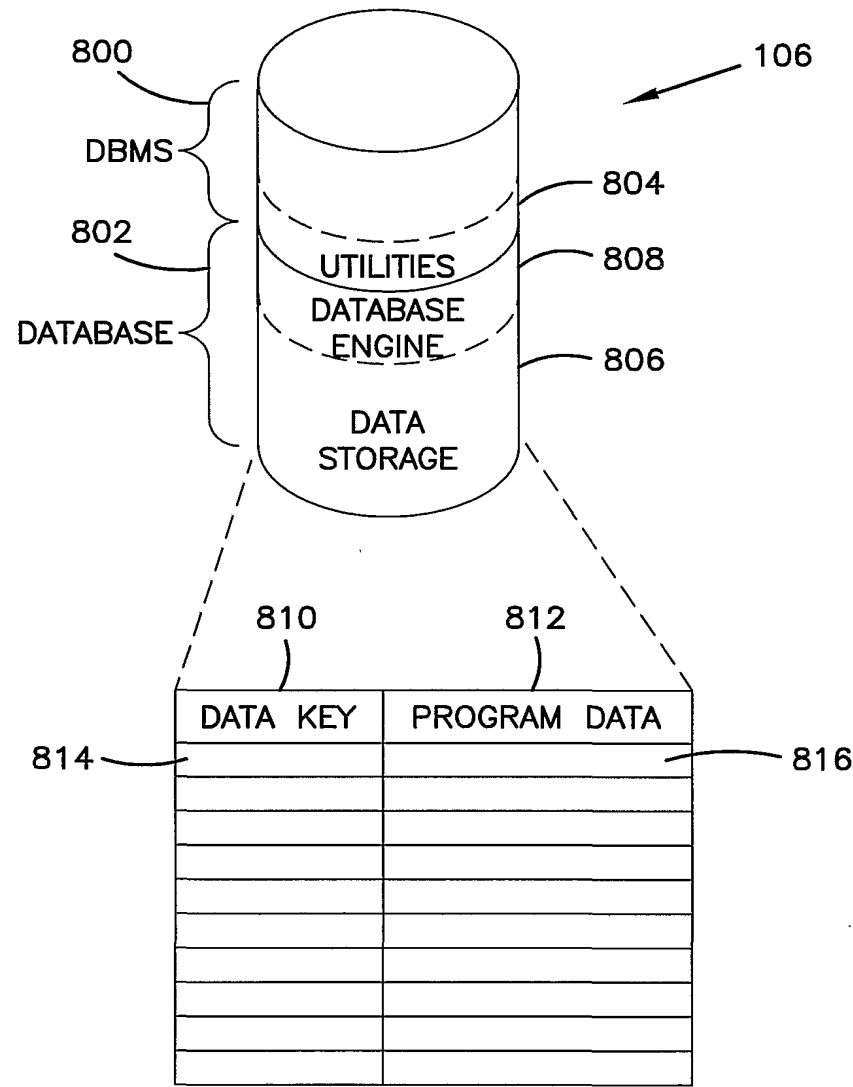 800
106
DBMS
804
802
UTILITIES
808
DATABASE
DATABASE
ENGINE
806
DATA
STORAGE
810
812
DATA KEY
PROGRAM DATA
814
816